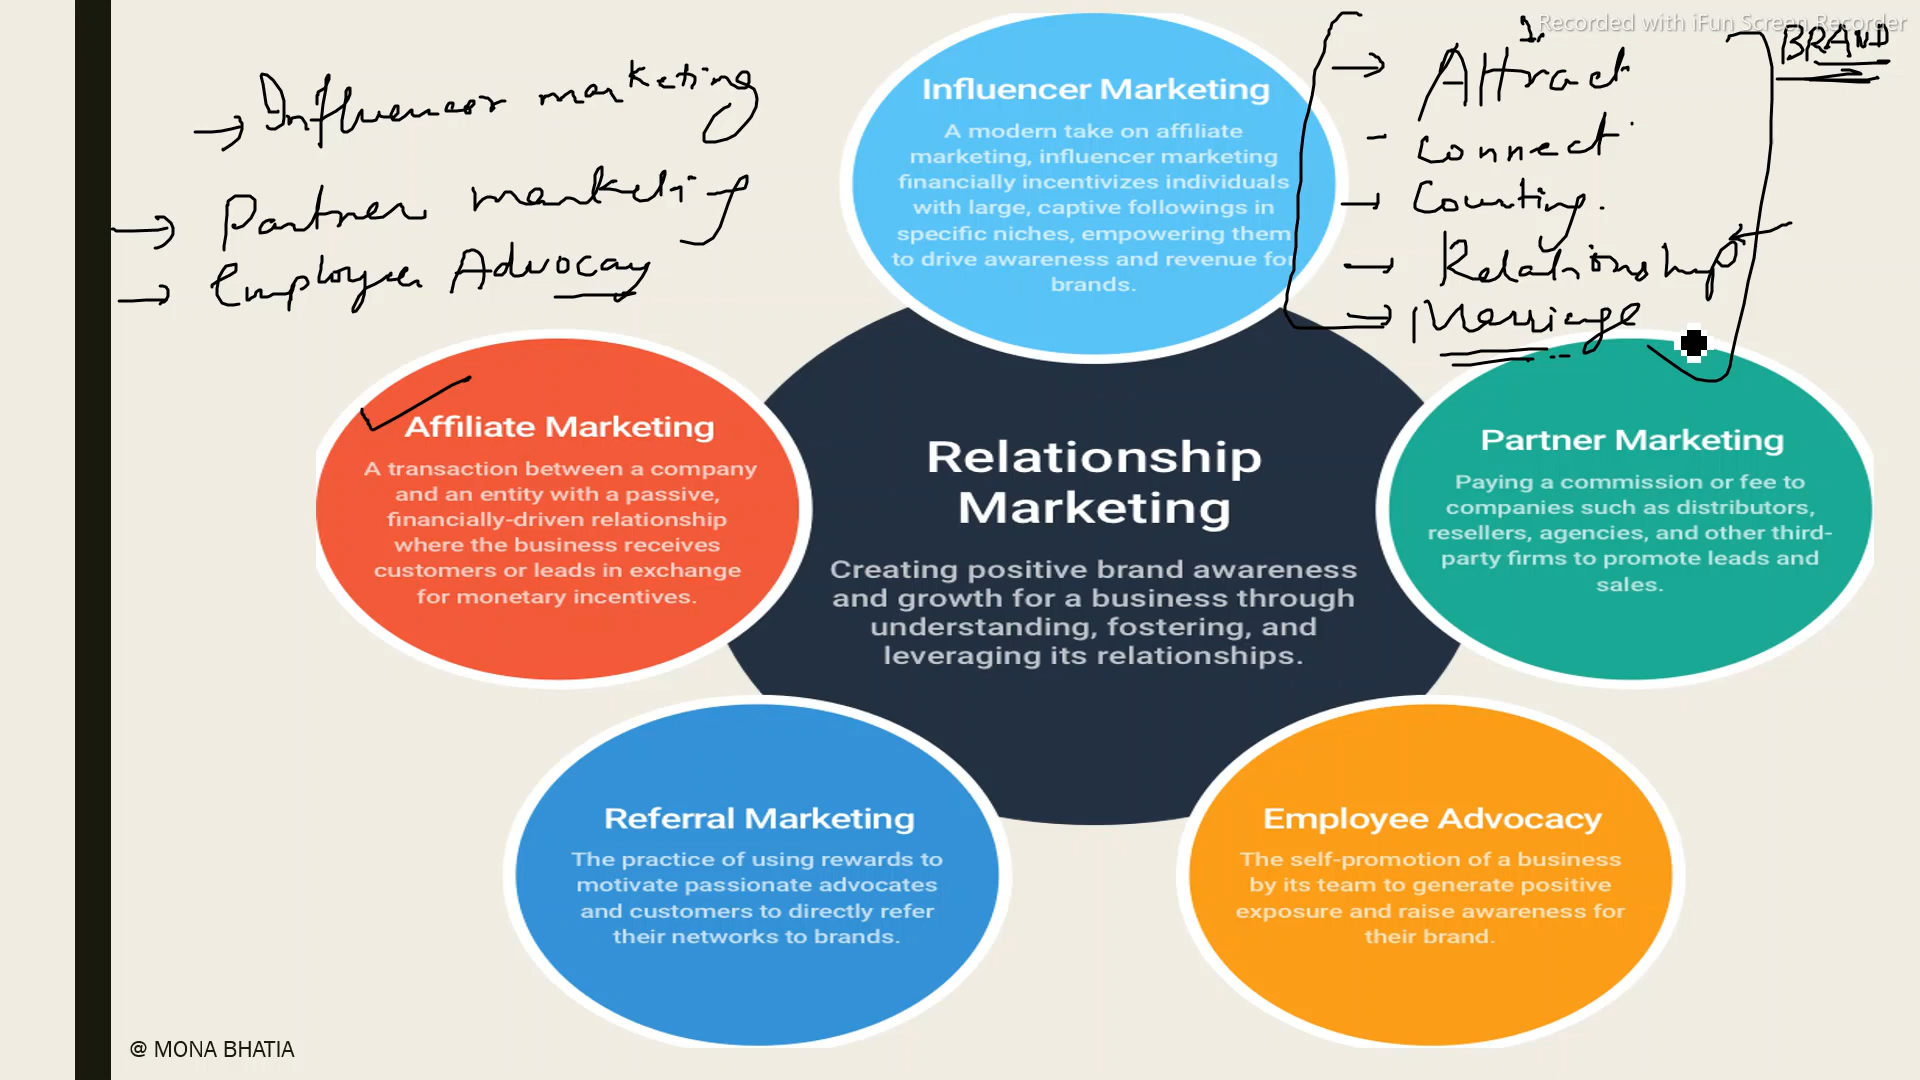 Recorded with iFun Screen Recorder
BRAND
Influencer marketing
Partner marketing
Employee Advocay
1.
Attract
Connect
Counting.
Relationship
Marriage
Influencer Marketing
A modern take on affiliate
marketing, influencer marketing
financially incentivizes individuals
with large, captive followings in
specific niches, empowering them
to drive awareness and revenue for
brands.
Affiliate Marketing
A transaction between a company
and an entity with a passive,
financially-driven relationship
where the business receives
customers or leads in exchange
for monetary incentives.
Relationship
Marketing
Creating positive brand awareness
and growth for a business through
understanding, fostering, and
leveraging its relationships.
Partner Marketing
Paying a commission or fee to
companies such as distributors,
resellers, agencies, and other third-
party firms to promote leads and
sales.
Referral Marketing
The practice of using rewards to
motivate passionate advocates
and customers to directly refer
their networks to brands.
Employee Advocacy
The self-promotion of a business
by its team to generate positive
exposure and raise awareness for
their brand.
@ MONA BHATIA